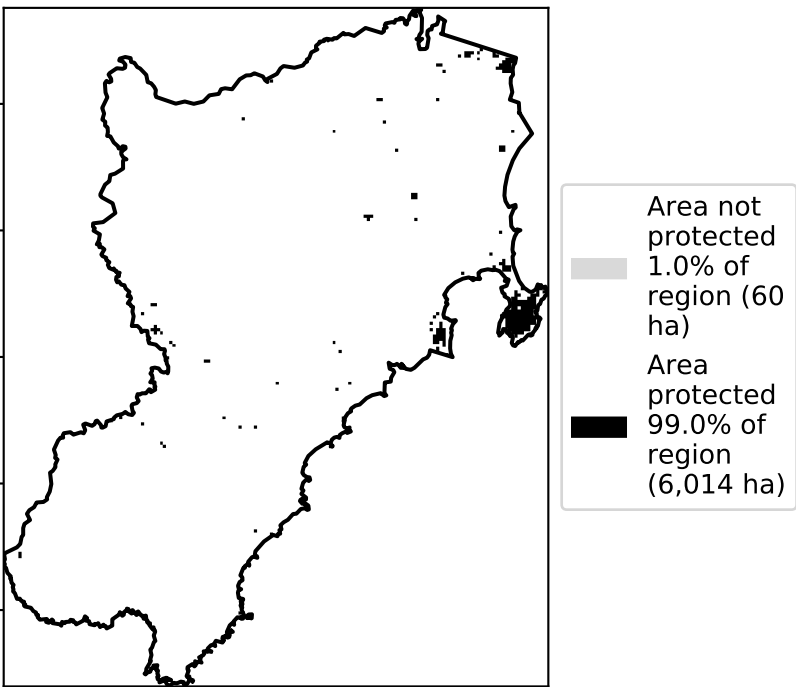 Area not
protected
1.0% of
region (60
ha)
Area
protected
99.0% of
region
(6,014 ha)